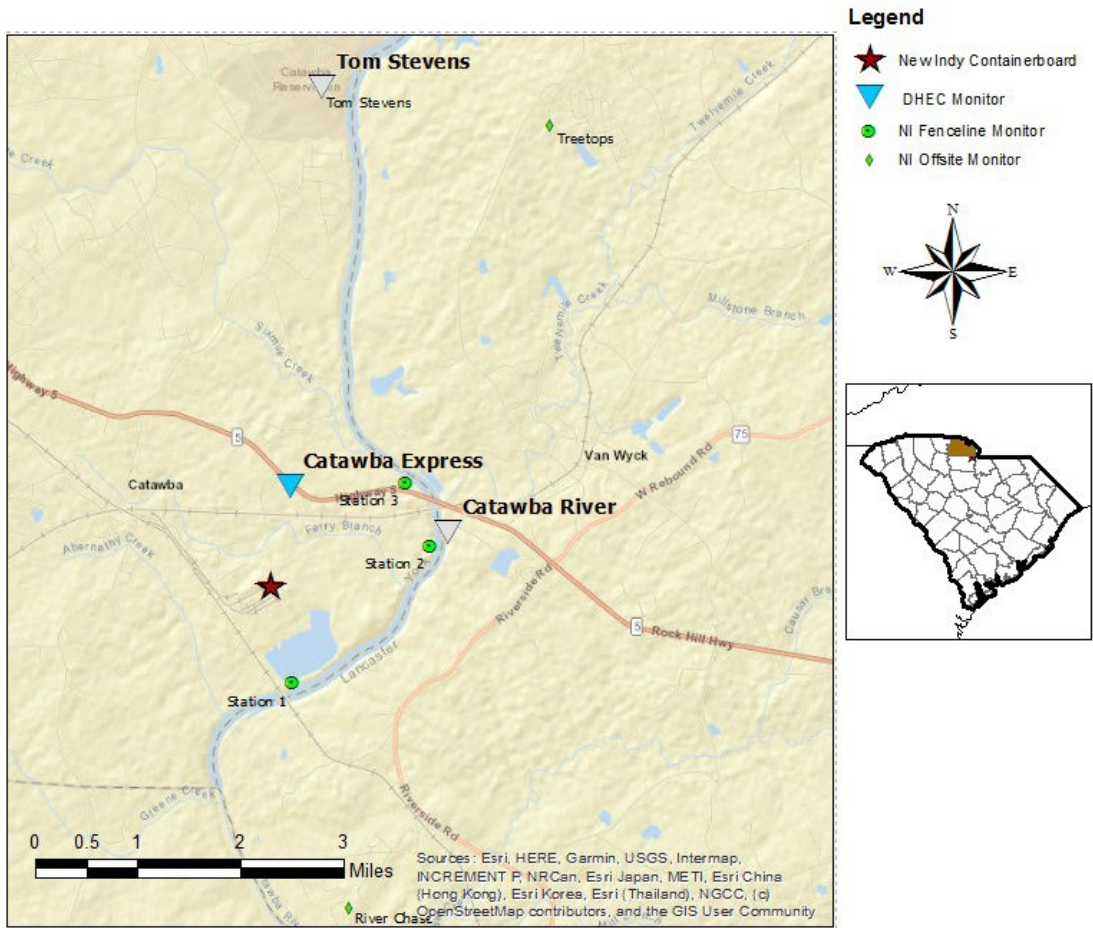 Legend
New Indy Containerboard
DHEC Monitor
NI Fenceline Monitor
NI Offsite Monitor
N
W
E
S
Tom Stevens
Catawba
Tom Stevens
Treetops
Twelvemile Creek
Creek
Twelvemile Creek
Millstone Branch
Sixmile Creek
Highway 5
5
75
Catawba Express
Van Wyck
W Rebound Rd
Catawba
Station 3
Highway 5
Catawba River
Ferry Branch
Abernathy Creek
Station 2
York
Riverside Rd
5
Rock Hill Hwy
Lancaster
Station 1
Greene Creek
Riverside Rd
0 0.5 1 2 3
Miles
Sources: Esri, HERE, Garmin, USGS, Intermap,
INCREMENT P, NRCan, Esri Japan, METI, Esri China
(Hong Kong), Esri Korea, Esri (Thailand), NGCC, (c)
OpenStreetMap contributors, and the GIS User Community
River Chase